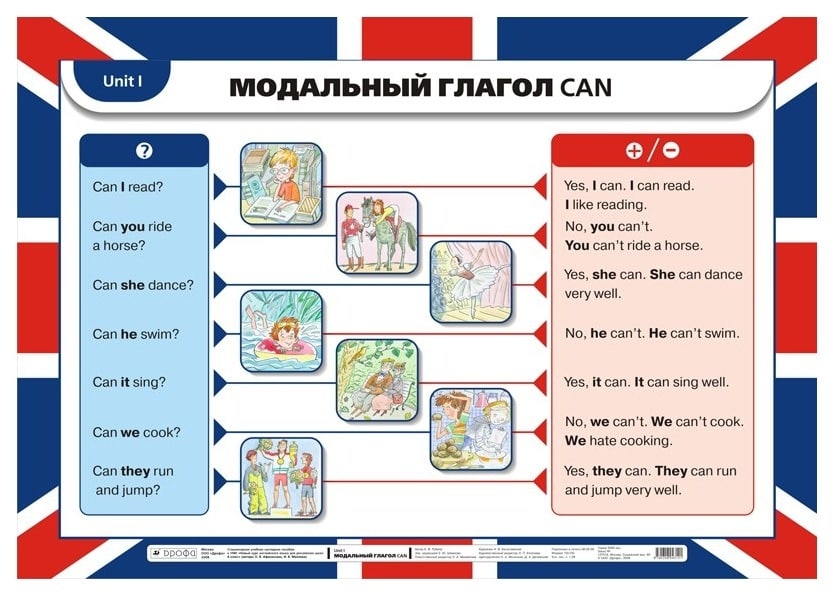 Unit I
МОДАЛЬНЫЙ ГЛАГОЛ CAN
?
+ / −
Can I read?
Yes, I can. I can read.
I like reading.
Can you ride
a horse?
No, you can't.
You can't ride a horse.
Can she dance?
Yes, she can. She can dance
very well.
Can he swim?
No, he can't. He can't swim.
Can it sing?
Yes, it can. It can sing well.
Can we cook?
No, we can't. We can't cook.
We hate cooking.
Can they run
and jump?
Yes, they can. They can run
and jump very well.
дрофа
Москва
ООО «Дрофа»
2009
Unit I
МОДАЛЬНЫЙ ГЛАГОЛ CAN